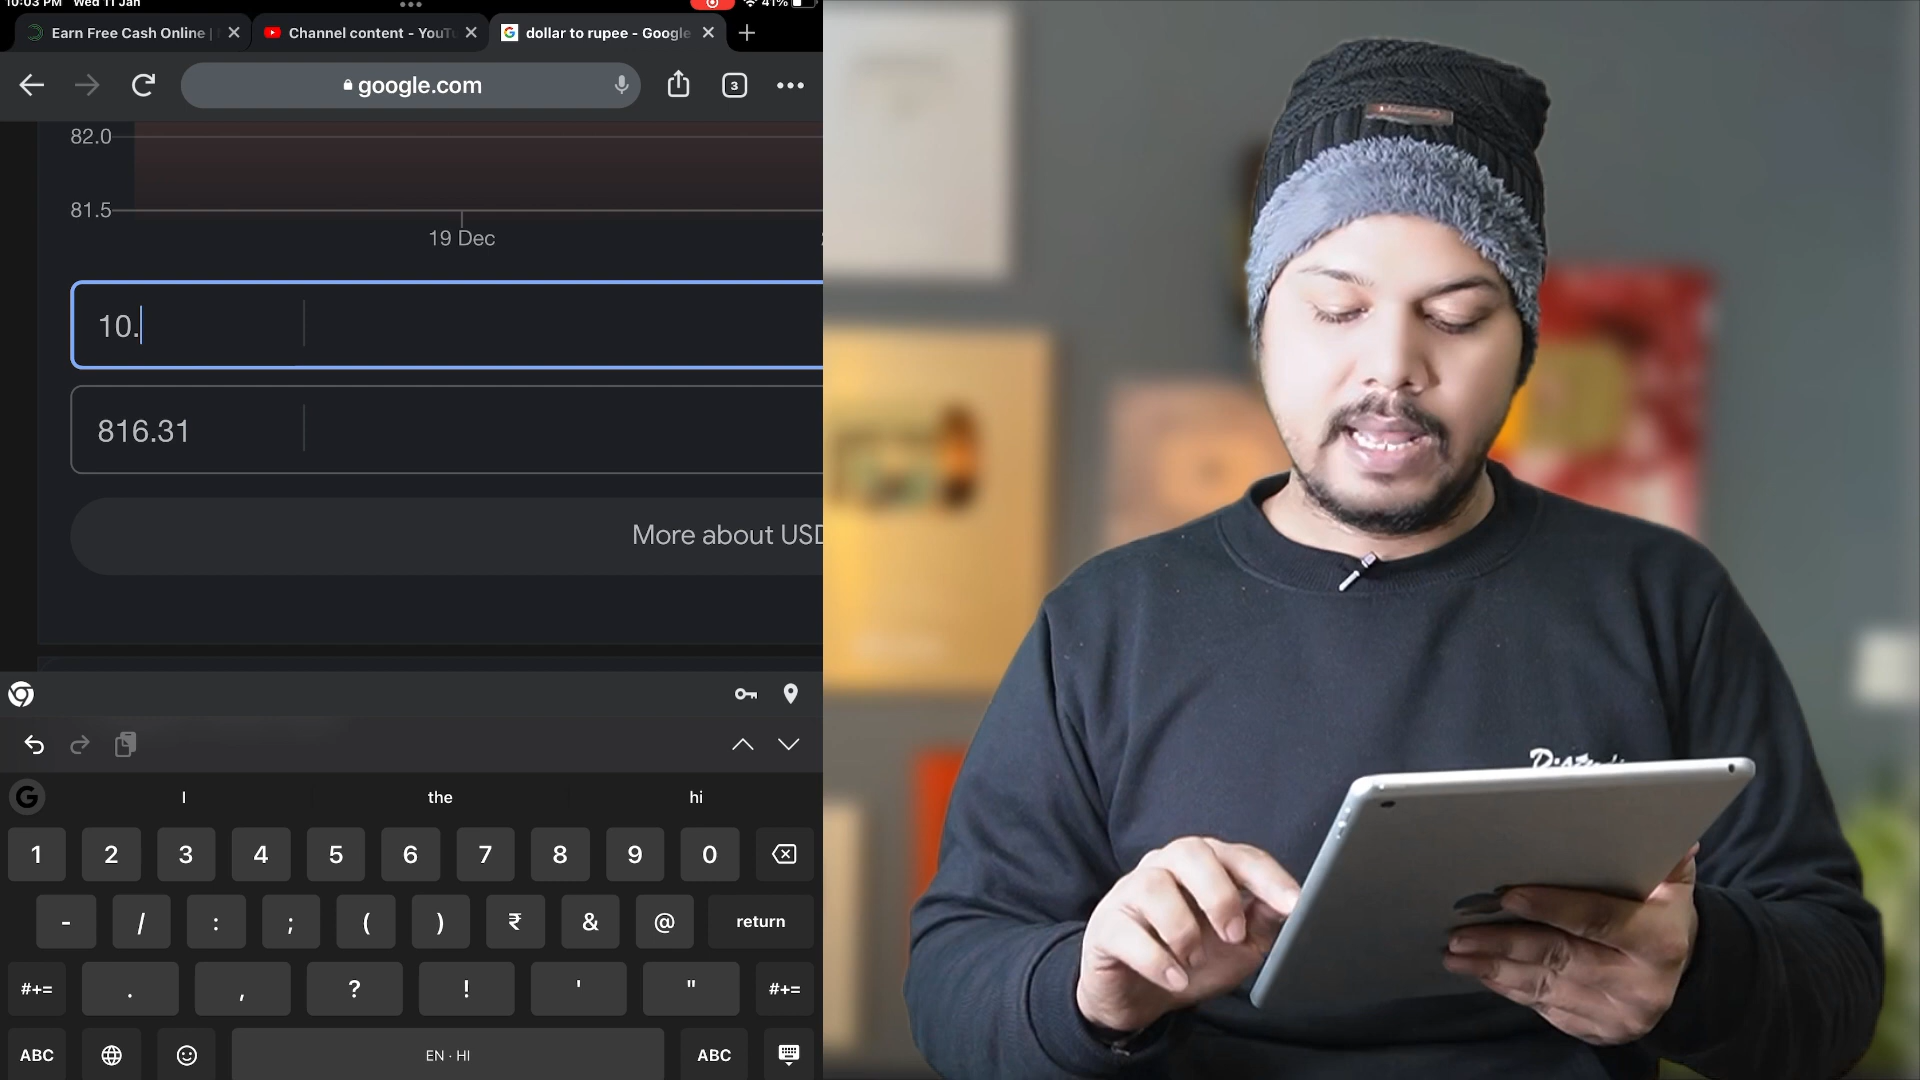 10:03 PM Wed 11 Jan
41%
Earn Free Cash Online |
Channel content - YouTu
dollar to rupee - Google
google.com
3
82.0
81.5
19 Dec
10.
816.31
More about USD
I the hi
1 2 3 4 5 6 7 8 9 0
- / : ; ( ) ₹ & @ return
#+= . , ? ! ' " #+=
ABC EN · HI ABC